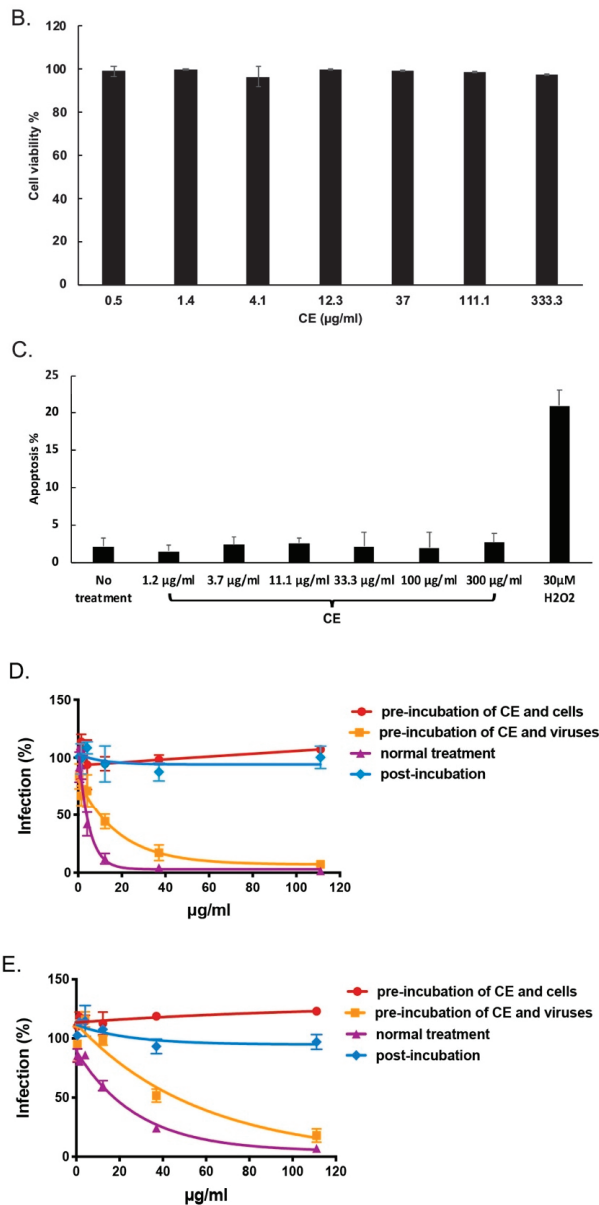 B.
120
100
80
60
40
20
0
Cell viability %
0.5 1.4 4.1 12.3 37 111.1 333.3
CE (µg/ml)
C.
25
20
15
10
5
0
Apoptosis %
No treatment 1.2 µg/ml 3.7 µg/ml 11.1 µg/ml 33.3 µg/ml 100 µg/ml 300 µg/ml 30µM H2O2
CE
D.
150
100
50
0
Infection (%)
0 20 40 60 80 100 120
µg/ml
pre-incubation of CE and cells
pre-incubation of CE and viruses
normal treatment
post-incubation
E.
150
100
50
0
Infection (%)
0 20 40 60 80 100 120
µg/ml
pre-incubation of CE and cells
pre-incubation of CE and viruses
normal treatment
post-incubation